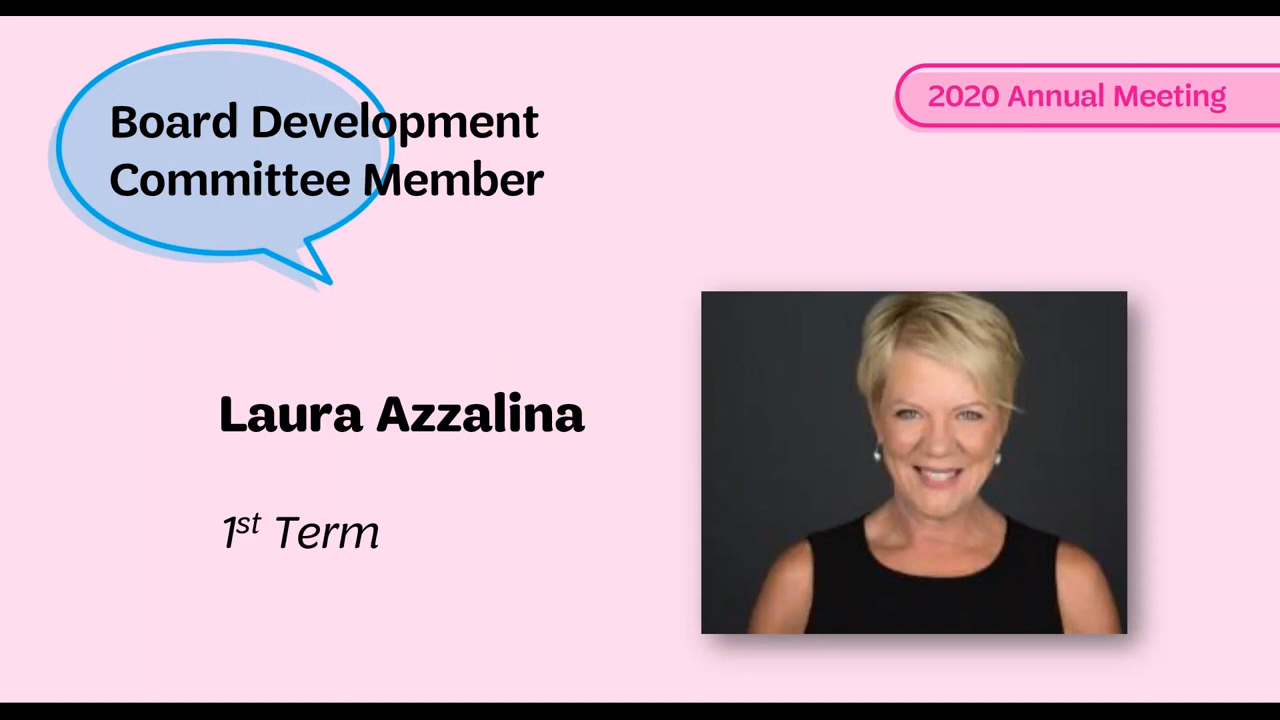 Board Development
Committee Member
2020 Annual Meeting
Laura Azzalina
1st Term